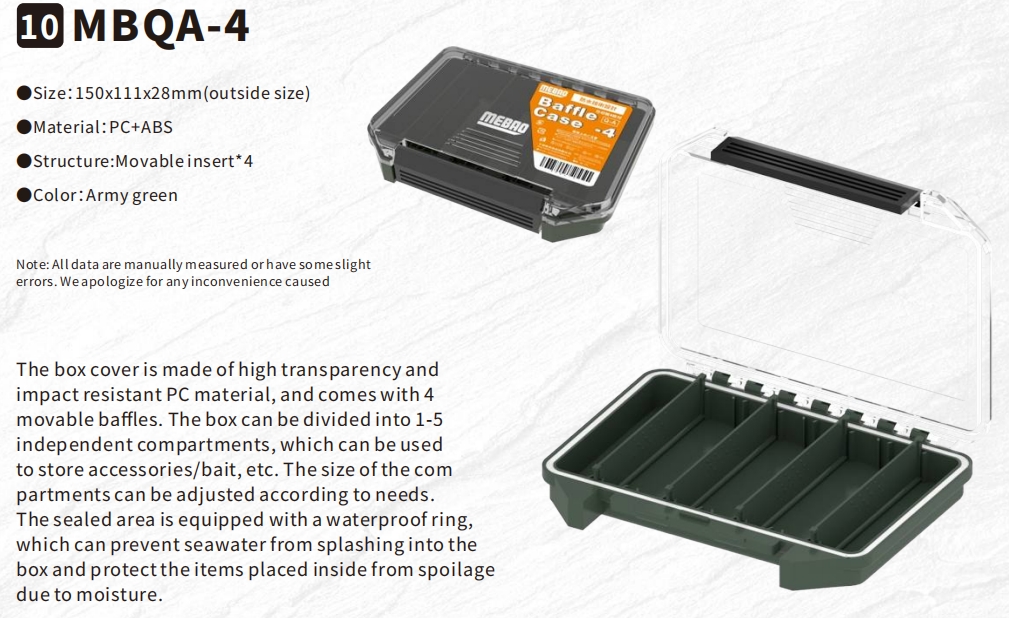 10 MBQA-4
●Size:150x111x28mm(outside size)
●Material:PC+ABS
●Structure:Movable insert*4
●Color:Army green
Note: All data are manually measured or have some slight
errors. We apologize for any inconvenience caused
MEBAO
Baffle
Case -4
MEBAO
The box cover is made of high transparency and
impact resistant PC material, and comes with 4
movable baffles. The box can be divided into 1-5
independent compartments, which can be used
to store accessories/bait, etc. The size of the com
partments can be adjusted according to needs.
The sealed area is equipped with a waterproof ring,
which can prevent seawater from splashing into the
box and protect the items placed inside from spoilage
due to moisture.